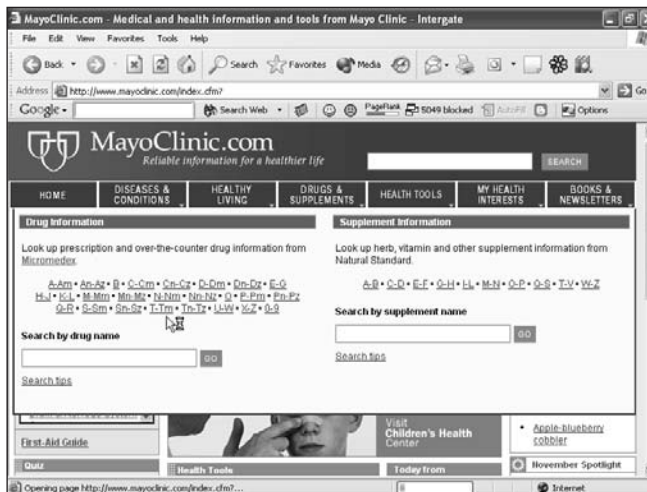 MayoClinic.com - Medical and health information and tools from Mayo Clinic - Intergate
File Edit View Favorites Tools Help
Back Search Favorites Media
Address http://www.mayoclinic.com/index.cfm? Go
Google Search Web PageRank 5049 blocked AutoFill Options
MayoClinic.com
Reliable information for a healthier life
SEARCH
HOME DISEASES & CONDITIONS HEALTHY LIVING DRUGS & SUPPLEMENTS HEALTH TOOLS MY HEALTH INTERESTS BOOKS & NEWSLETTERS
Drug Information
Look up prescription and over-the-counter drug information from
Micromedex.
A-Am • An-Az • B • C-Cm • Cn-Cz • D-Dm • Dn-Dz • E-G
H-J • K-L • M-Mm • Mn-Mz • N-Nm • Nn-Nz • O • P-Pm • Pn-Pz
Q-R • S-Sm • Sn-Sz • T-Tm • Tn-Tz • U-W • X-Z • 0-9
Search by drug name
GO
Search tips
Supplement Information
Look up herb, vitamin and other supplement information from
Natural Standard.
A-B • C-D • E-F • G-H • I-L • M-N • O-P • Q-S • T-V • W-Z
Search by supplement name
GO
Search tips
First-Aid Guide
Quiz
Health Tools
Visit
Children's Health
Center
Today from
Apple-blueberry
cobbler
November Spotlight
Opening page http://www.mayoclinic.com/index.cfm?... Internet